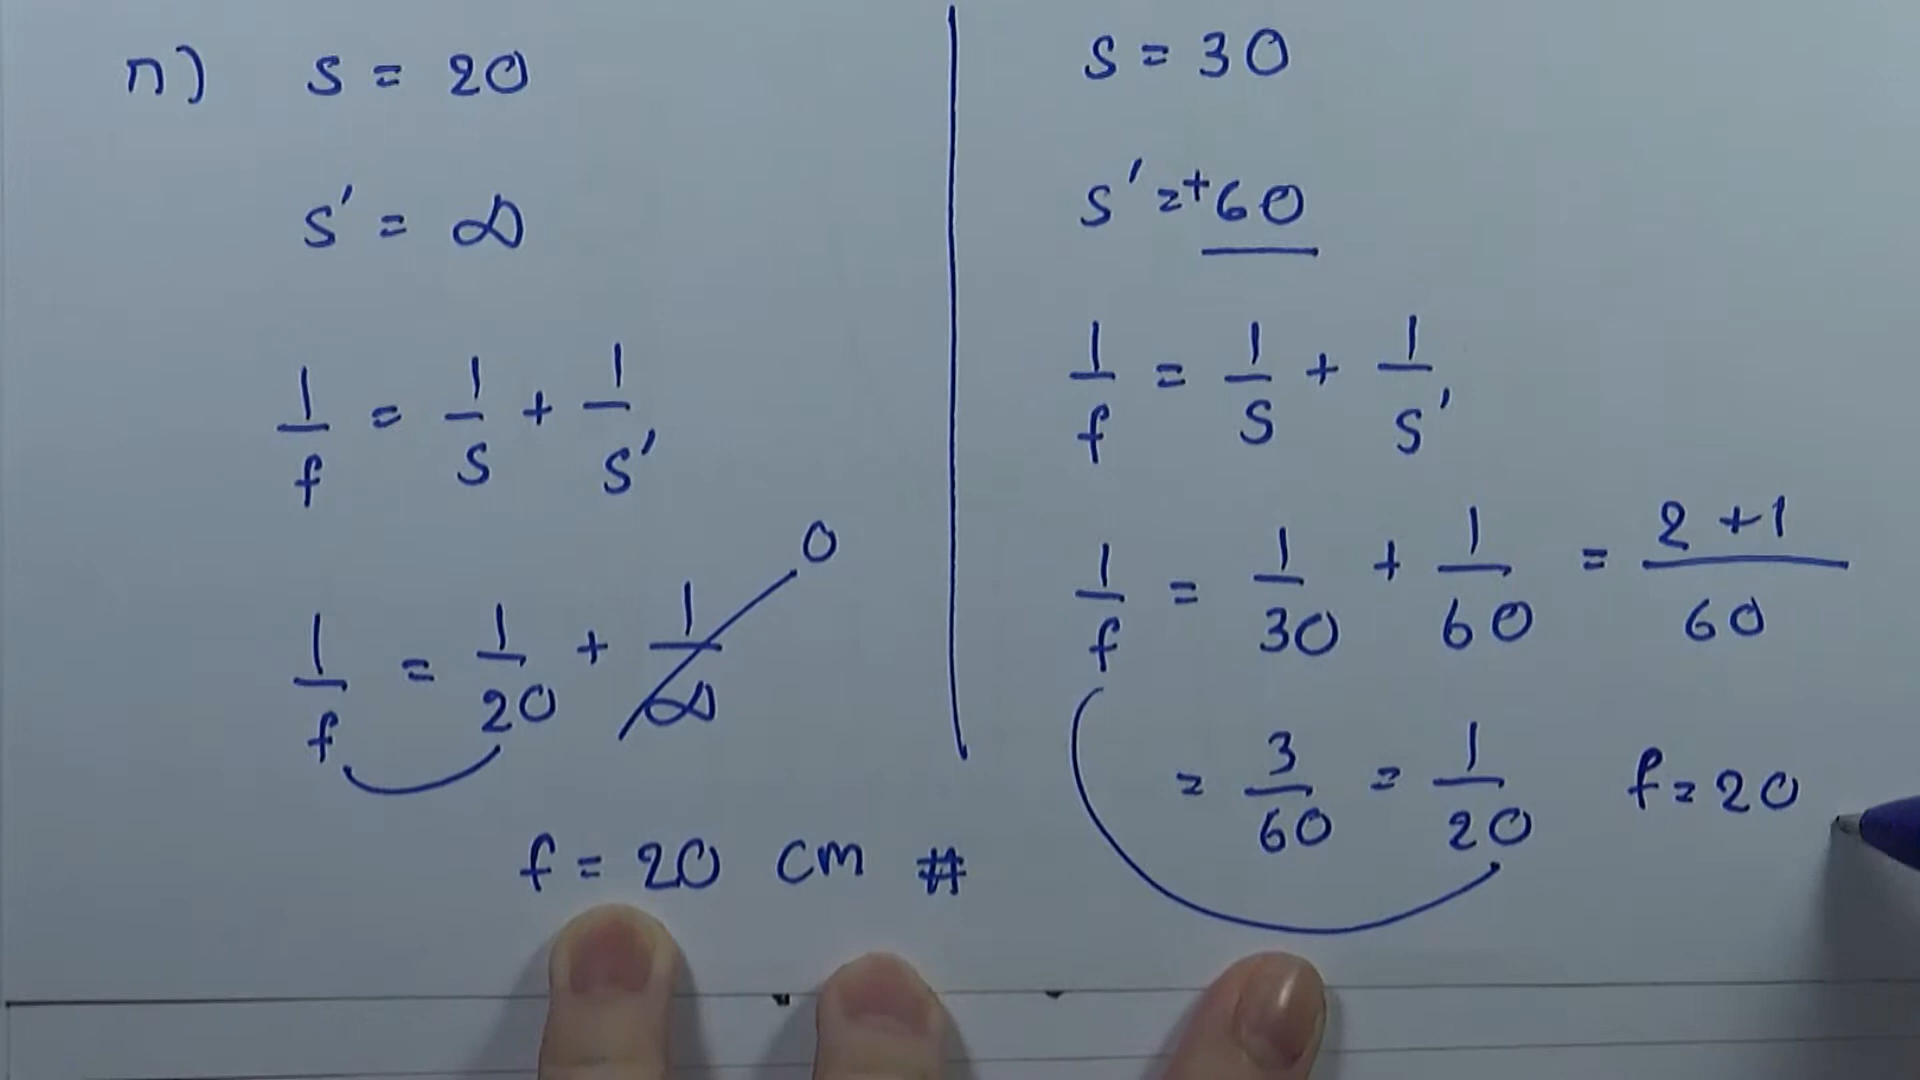 ก) s = 20
s' = ∞
1/f = 1/s + 1/s'
1/f = 1/20 + 1/∞ 0
f = 20 cm #
s = 30
s' = +60
1/f = 1/s + 1/s'
1/f = 1/30 + 1/60 = 2 + 1/60
= 3/60 = 1/20 f = 20